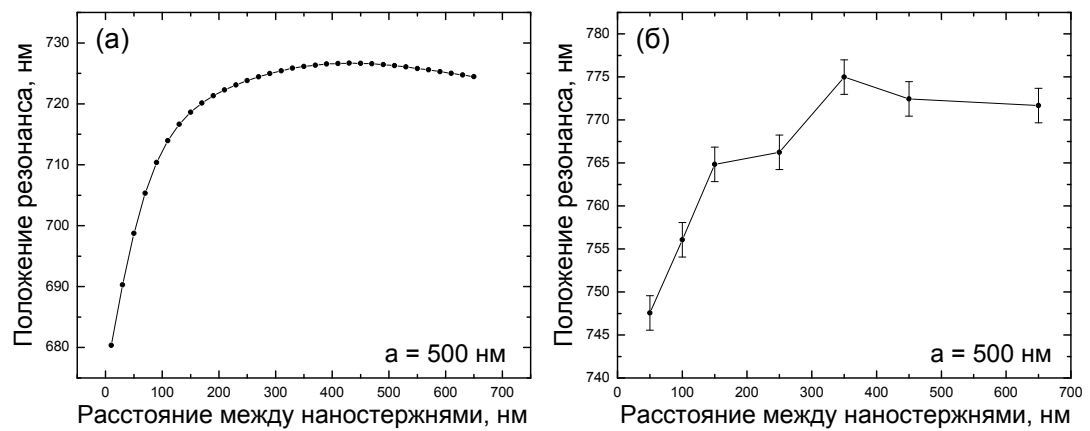 (а)
Положение резонанса, нм
730
720
710
700
690
680
0 100 200 300 400 500 600 700
a = 500 нм
Расстояние между наностержнями, нм
(б)
Положение резонанса, нм
780
775
770
765
760
755
750
745
740
0 100 200 300 400 500 600 700
a = 500 нм
Расстояние между наностержнями, нм